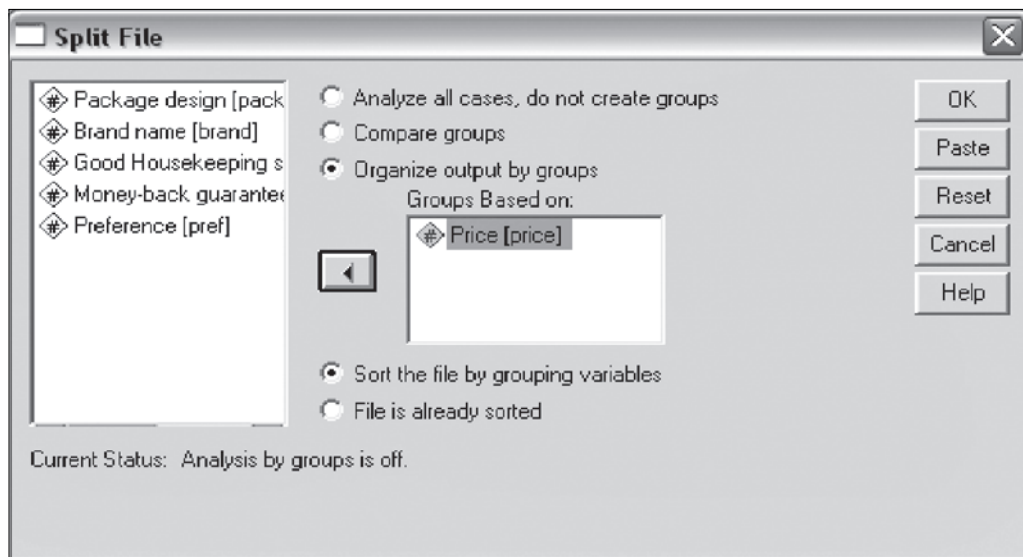 Split File
Package design [pack
Brand name [brand]
Good Housekeeping s
Money-back guarantee
Preference [pref]
Analyze all cases, do not create groups
Compare groups
Organize output by groups
Groups Based on:
Price [price]
Sort the file by grouping variables
File is already sorted
OK
Paste
Reset
Cancel
Help
Current Status: Analysis by groups is off.